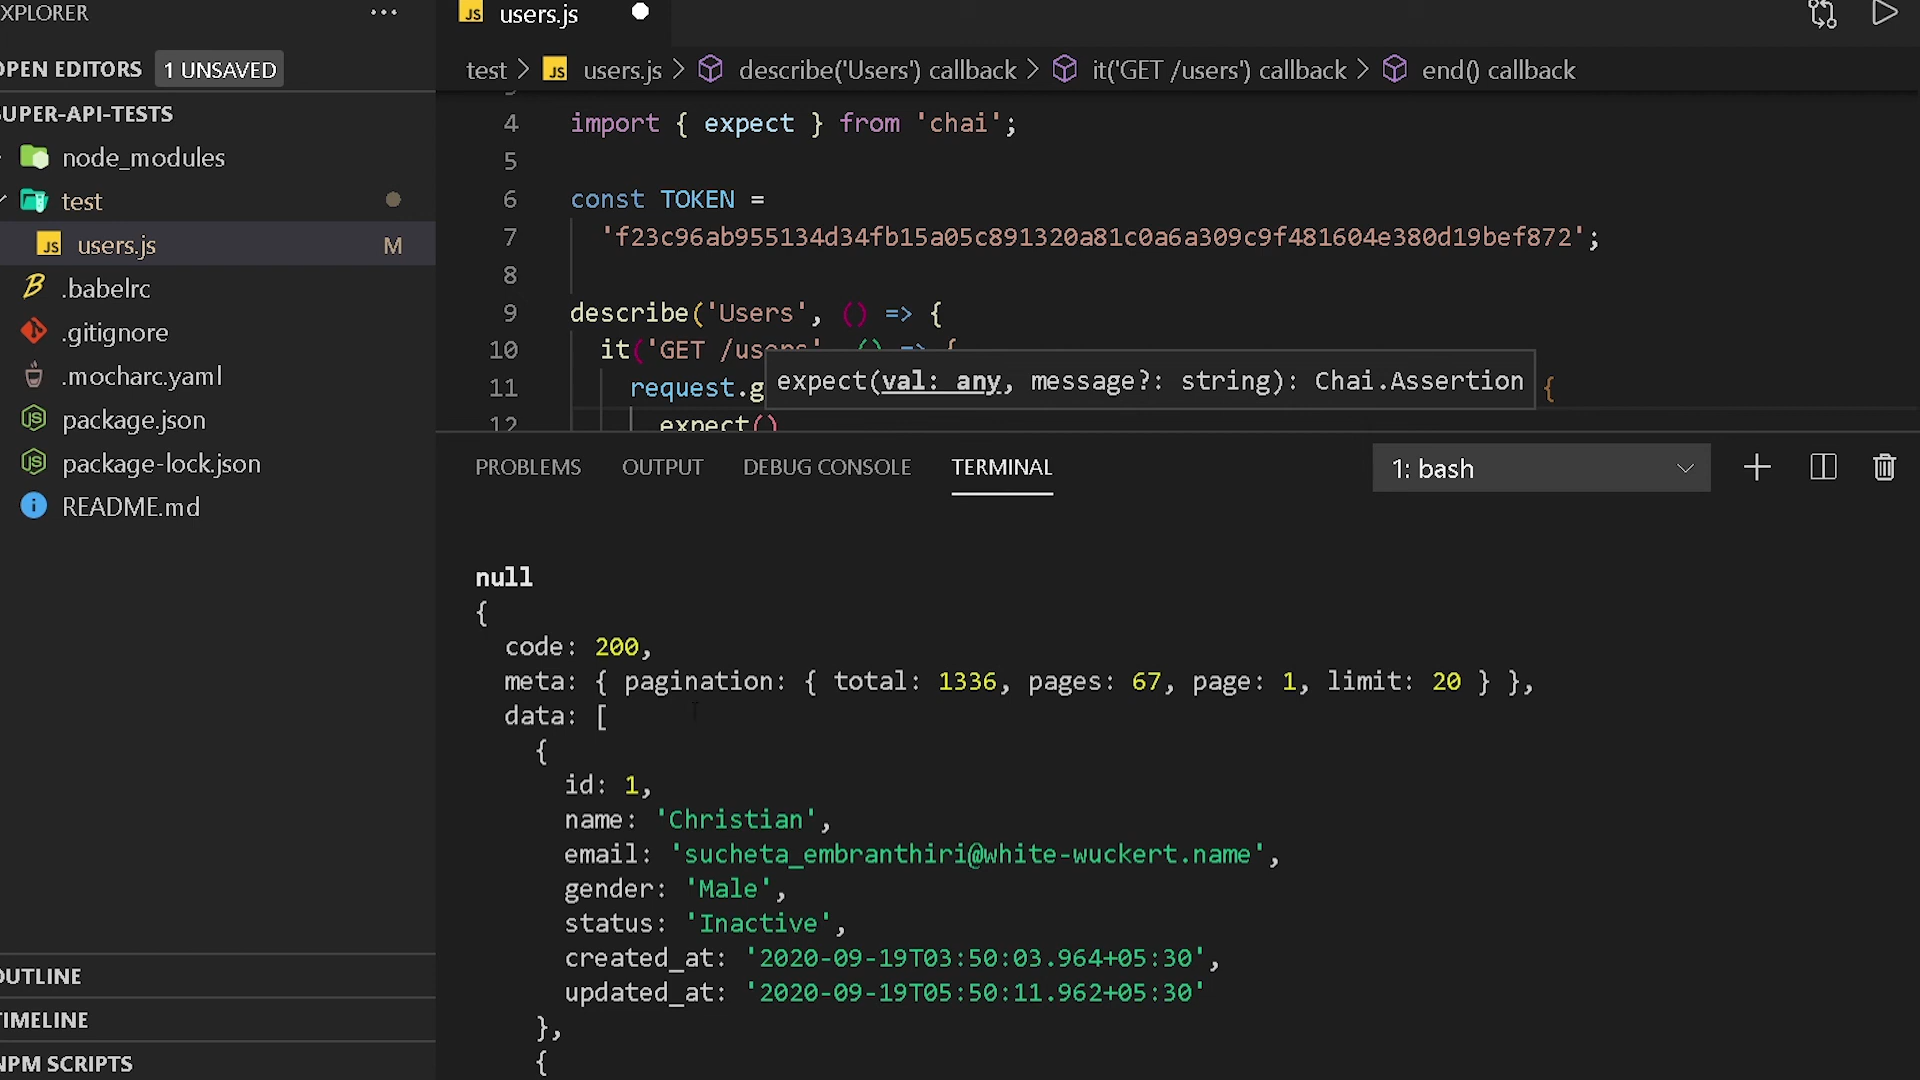 XPLORER
OPEN EDITORS 1 UNSAVED
SUPER-API-TESTS
node_modules
test
users.js M
.babelrc
.gitignore
.mocharc.yaml
package.json
package-lock.json
README.md
OUTLINE
TIMELINE
NPM SCRIPTS
JS users.js
test > JS users.js > describe('Users') callback > it('GET /users') callback > end() callback
4 import { expect } from 'chai';
5
6 const TOKEN =
7 'f23c96ab955134d34fb15a05c891320a81c0a6a309c9f481604e380d19bef872';
8
9 describe('Users', () => {
10 it('GET /users', () => {
11 request.g {
expect(val: any, message?: string): Chai.Assertion
12 expect()
PROBLEMS OUTPUT DEBUG CONSOLE TERMINAL 1: bash
null
{
code: 200,
meta: { pagination: { total: 1336, pages: 67, page: 1, limit: 20 } },
data: [
{
id: 1,
name: 'Christian',
email: 'sucheta_embranthiri@white-wuckert.name',
gender: 'Male',
status: 'Inactive',
created_at: '2020-09-19T03:50:03.964+05:30',
updated_at: '2020-09-19T05:50:11.962+05:30'
},
{